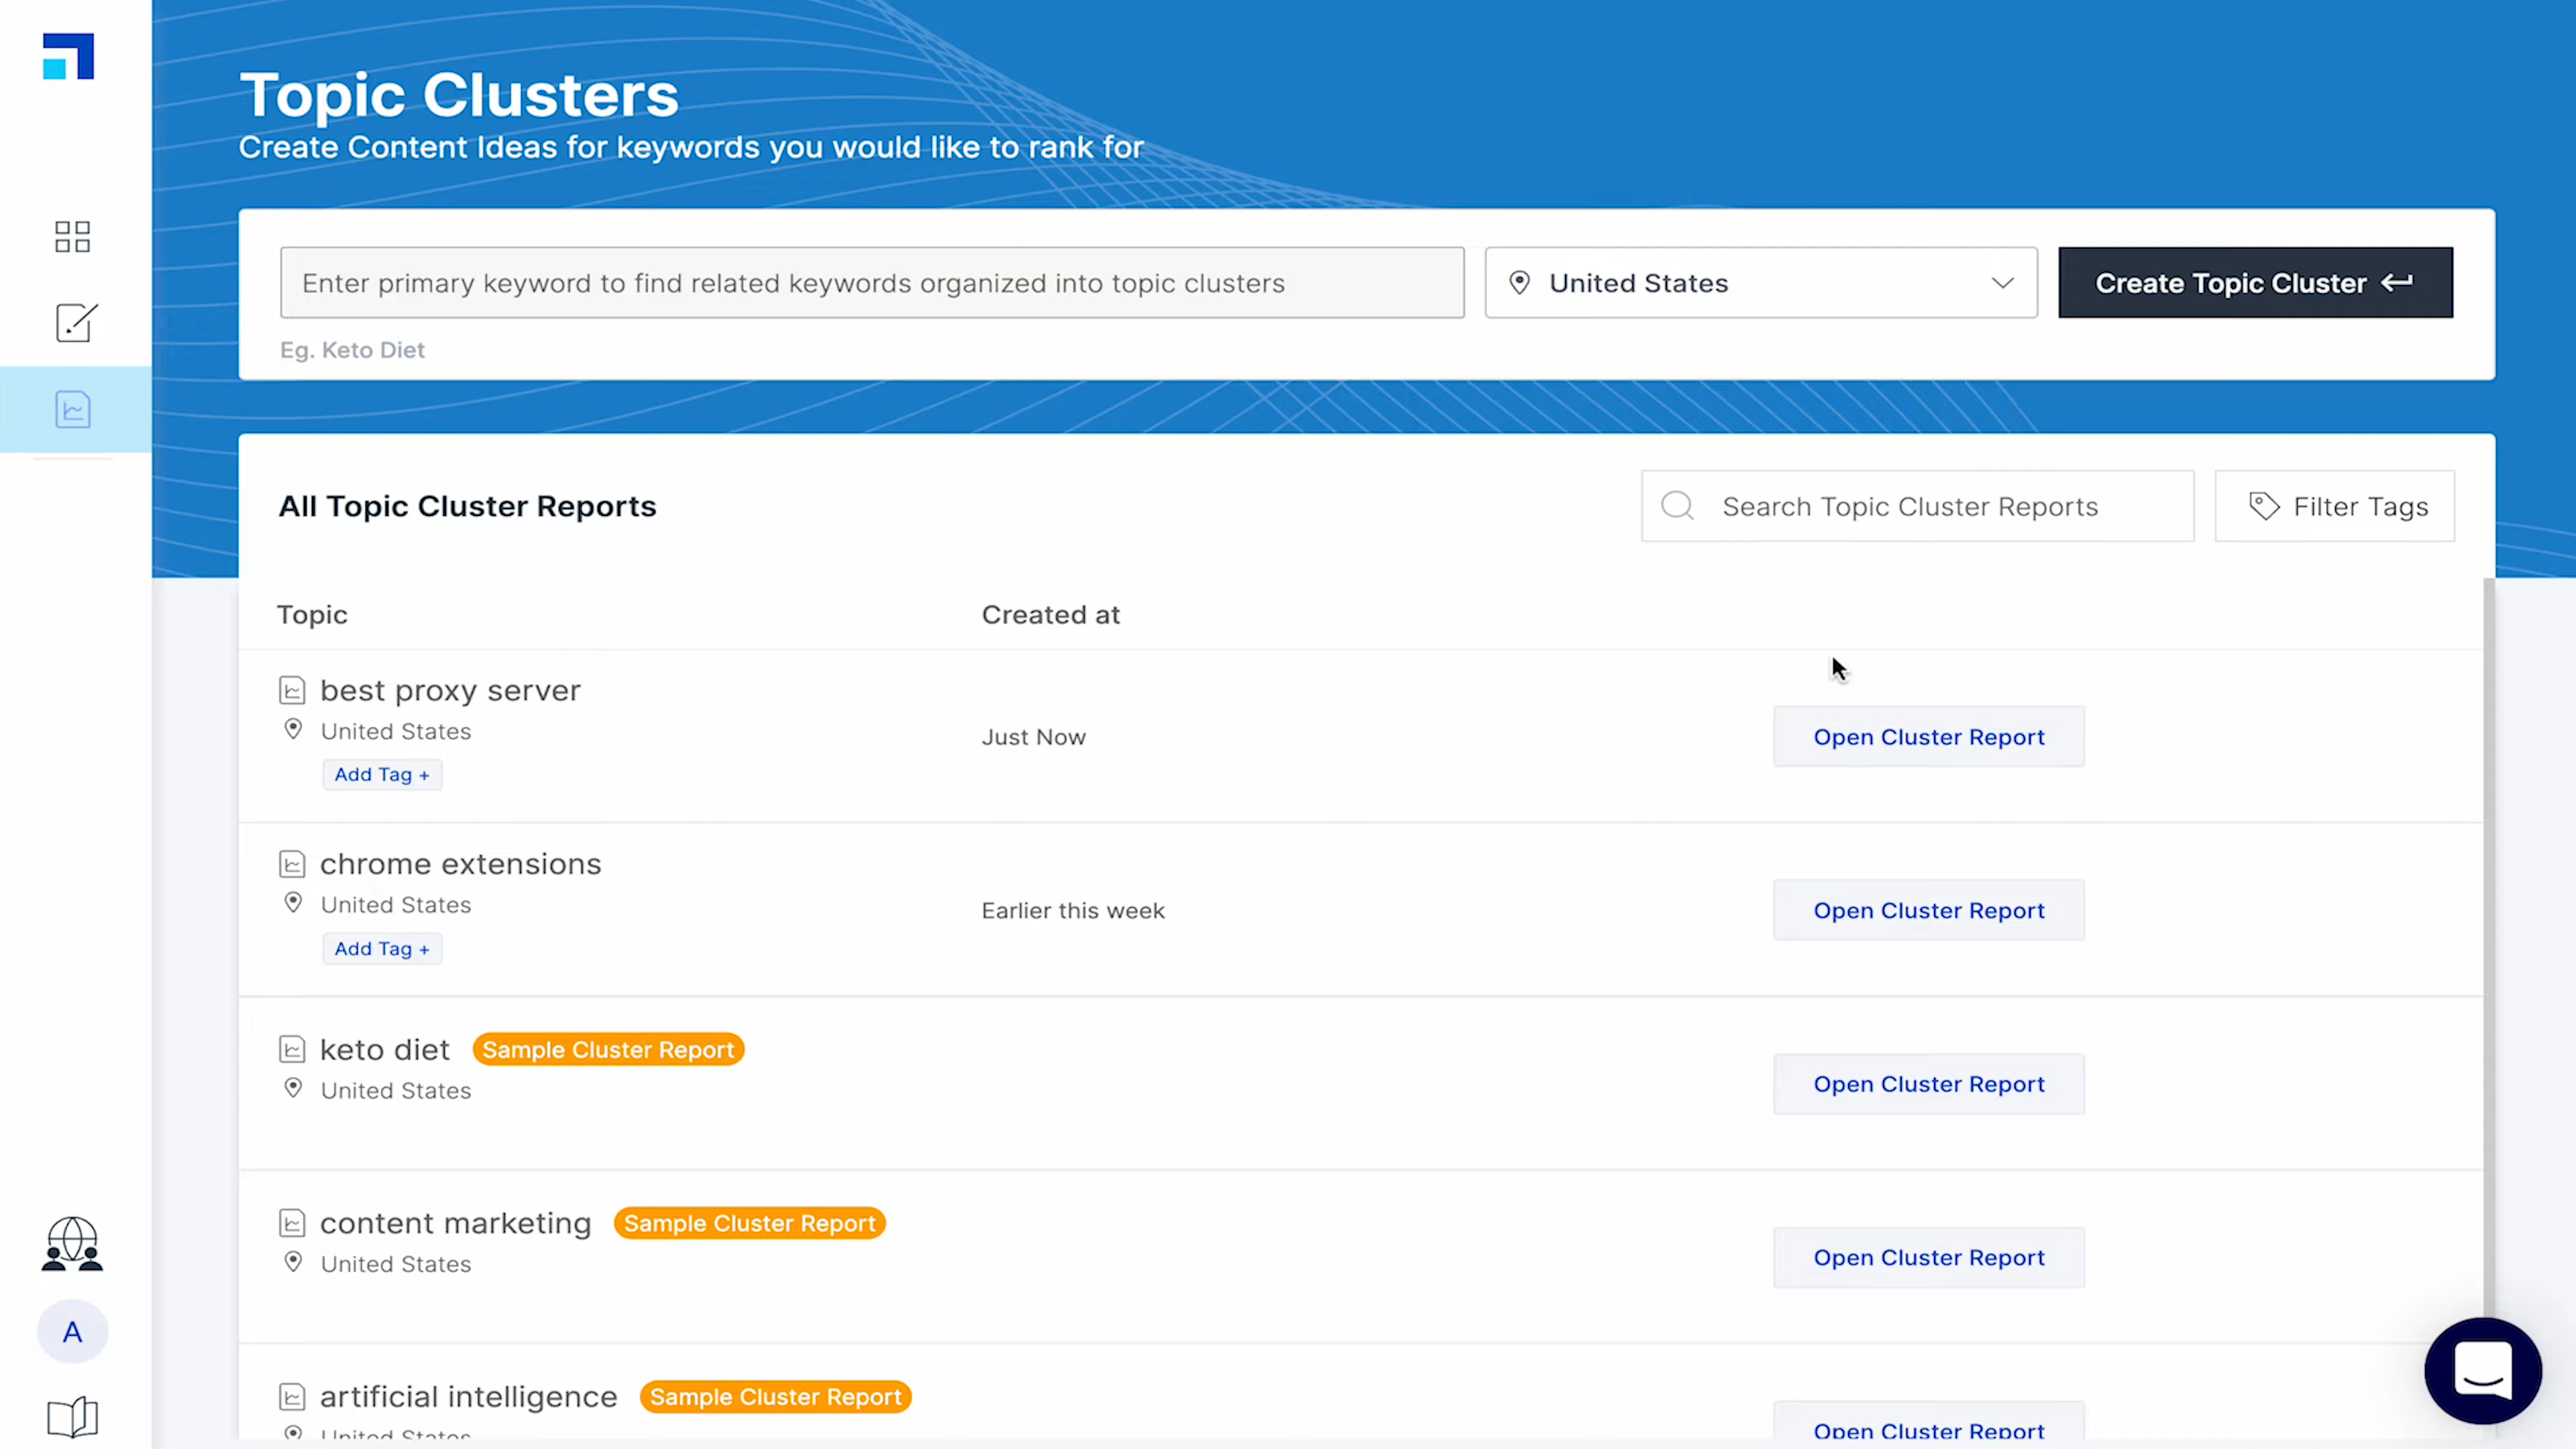 Topic Clusters
Create Content Ideas for keywords you would like to rank for
Enter primary keyword to find related keywords organized into topic clusters
United States
Create Topic Cluster
Eg. Keto Diet
All Topic Cluster Reports
Search Topic Cluster Reports
Filter Tags
Topic
Created at
best proxy server
United States
Add Tag +
Just Now
Open Cluster Report
chrome extensions
United States
Add Tag +
Earlier this week
Open Cluster Report
keto diet
Sample Cluster Report
United States
Open Cluster Report
content marketing
Sample Cluster Report
United States
Open Cluster Report
artificial intelligence
Sample Cluster Report
United States
Open Cluster Report
A